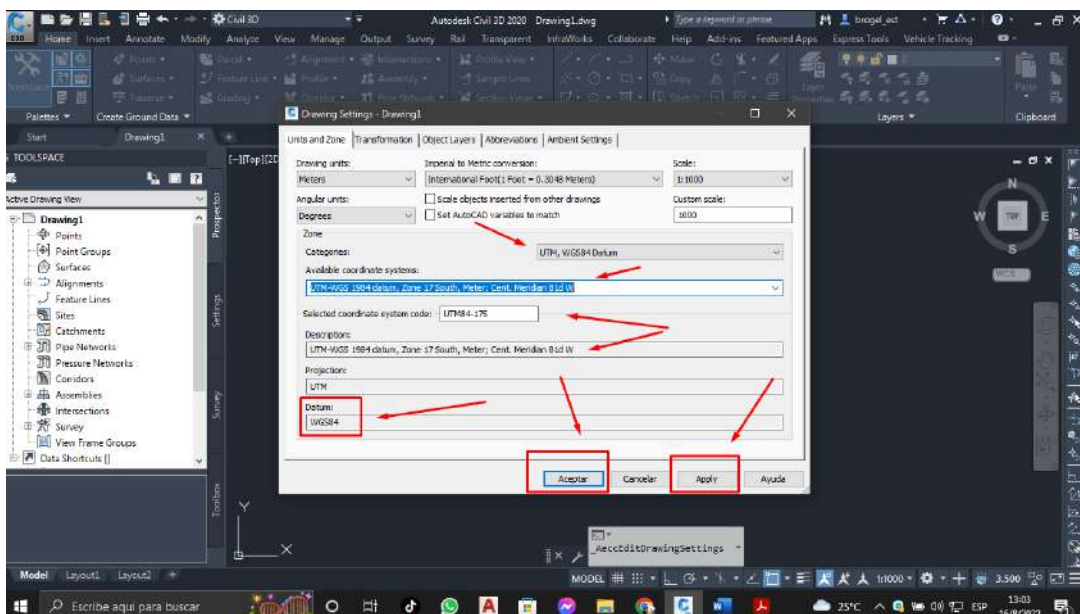 Civil 3D
Autodesk Civil 3D 2020 Drawing1.dwg
Type a keyword or phrase
brogel_est
Home Insert Annotate Modify Analyze View Manage Output Survey Rail Transparent InfraWorks Collaborate Help Add-ins Featured Apps Express Tools Vehicle Tracking
Palettes
Create Ground Data
Layers
Clipboard
Start
Drawing1
TOOLSPACE
Active Drawing View
Drawing1
Points
Point Groups
Surfaces
Alignments
Feature Lines
Sites
Catchments
Pipe Networks
Pressure Networks
Corridors
Assemblies
Intersections
Survey
View Frame Groups
Data Shortcuts []
Prospector
Settings
Survey
Toolbox
Drawing Settings - Drawing1
Units and Zone Transformation Object Layers Abbreviations Ambient Settings
Drawing units:
Imperial to Metric conversion:
Scale:
Meters
International Foot(1 Foot = 0.3048 Meters)
1:1000
Angular units:
Scale objects inserted from other drawings
Custom scale:
Degrees
Set AutoCAD variables to match
1000
Zone
Categories:
UTM, WGS84 Datum
Available coordinate systems:
UTM-WGS 1984 datum, Zone 17 South, Meter; Cent. Meridian 81d W
Selected coordinate system code: UTM84-17S
Description:
UTM-WGS 1984 datum, Zone 17 South, Meter; Cent. Meridian 81d W
Projection:
UTM
Datum:
WGS84
Aceptar Cancelar Apply Ayuda
N
W TOP E
S
WCS
Y
X
_AeccEditDrawingSettings
Model Layout1 Layout2
MODEL
1:1000
3.500
Escribe aquí para buscar
25°C
ESP
13:03